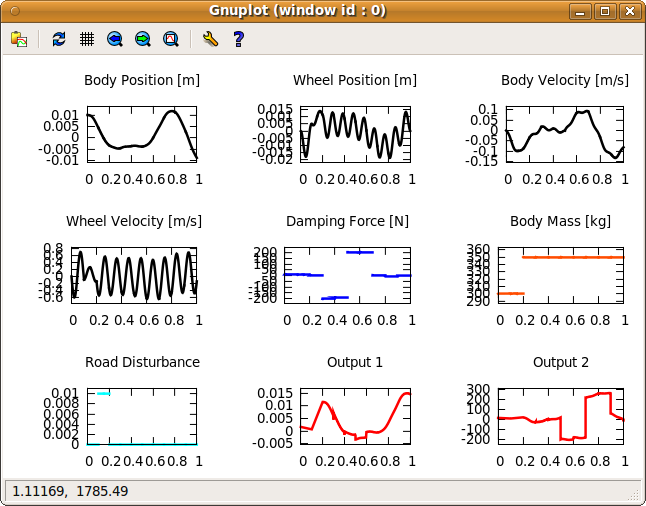 Gnuplot (window id : 0)
Body Position [m] Wheel Position [m] Body Velocity [m/s]
0.01 0.005 0 -0.005 -0.01
0 0.2 0.4 0.6 0.8 1
0.015 0.01 0.005 0 -0.005 -0.01 -0.015 -0.02
0 0.2 0.4 0.6 0.8 1
0.1 0.05 0 -0.05 -0.1 -0.15
0 0.2 0.4 0.6 0.8 1
Wheel Velocity [m/s] Damping Force [N] Body Mass [kg]
0.8 0.6 0.4 0.2 0 -0.2 -0.4 -0.6
0 0.2 0.4 0.6 0.8 1
200 150 100 50 0 -50 -100 -150 -200
0 0.2 0.4 0.6 0.8 1
360 350 340 330 320 310 300 290
0 0.2 0.4 0.6 0.8 1
Road Disturbance Output 1 Output 2
0.01 0.008 0.006 0.004 0.002 0
0 0.2 0.4 0.6 0.8 1
0.015 0.01 0.005 0 -0.005
0 0.2 0.4 0.6 0.8 1
300 200 100 0 -100 -200
0 0.2 0.4 0.6 0.8 1
1.11169, 1785.49